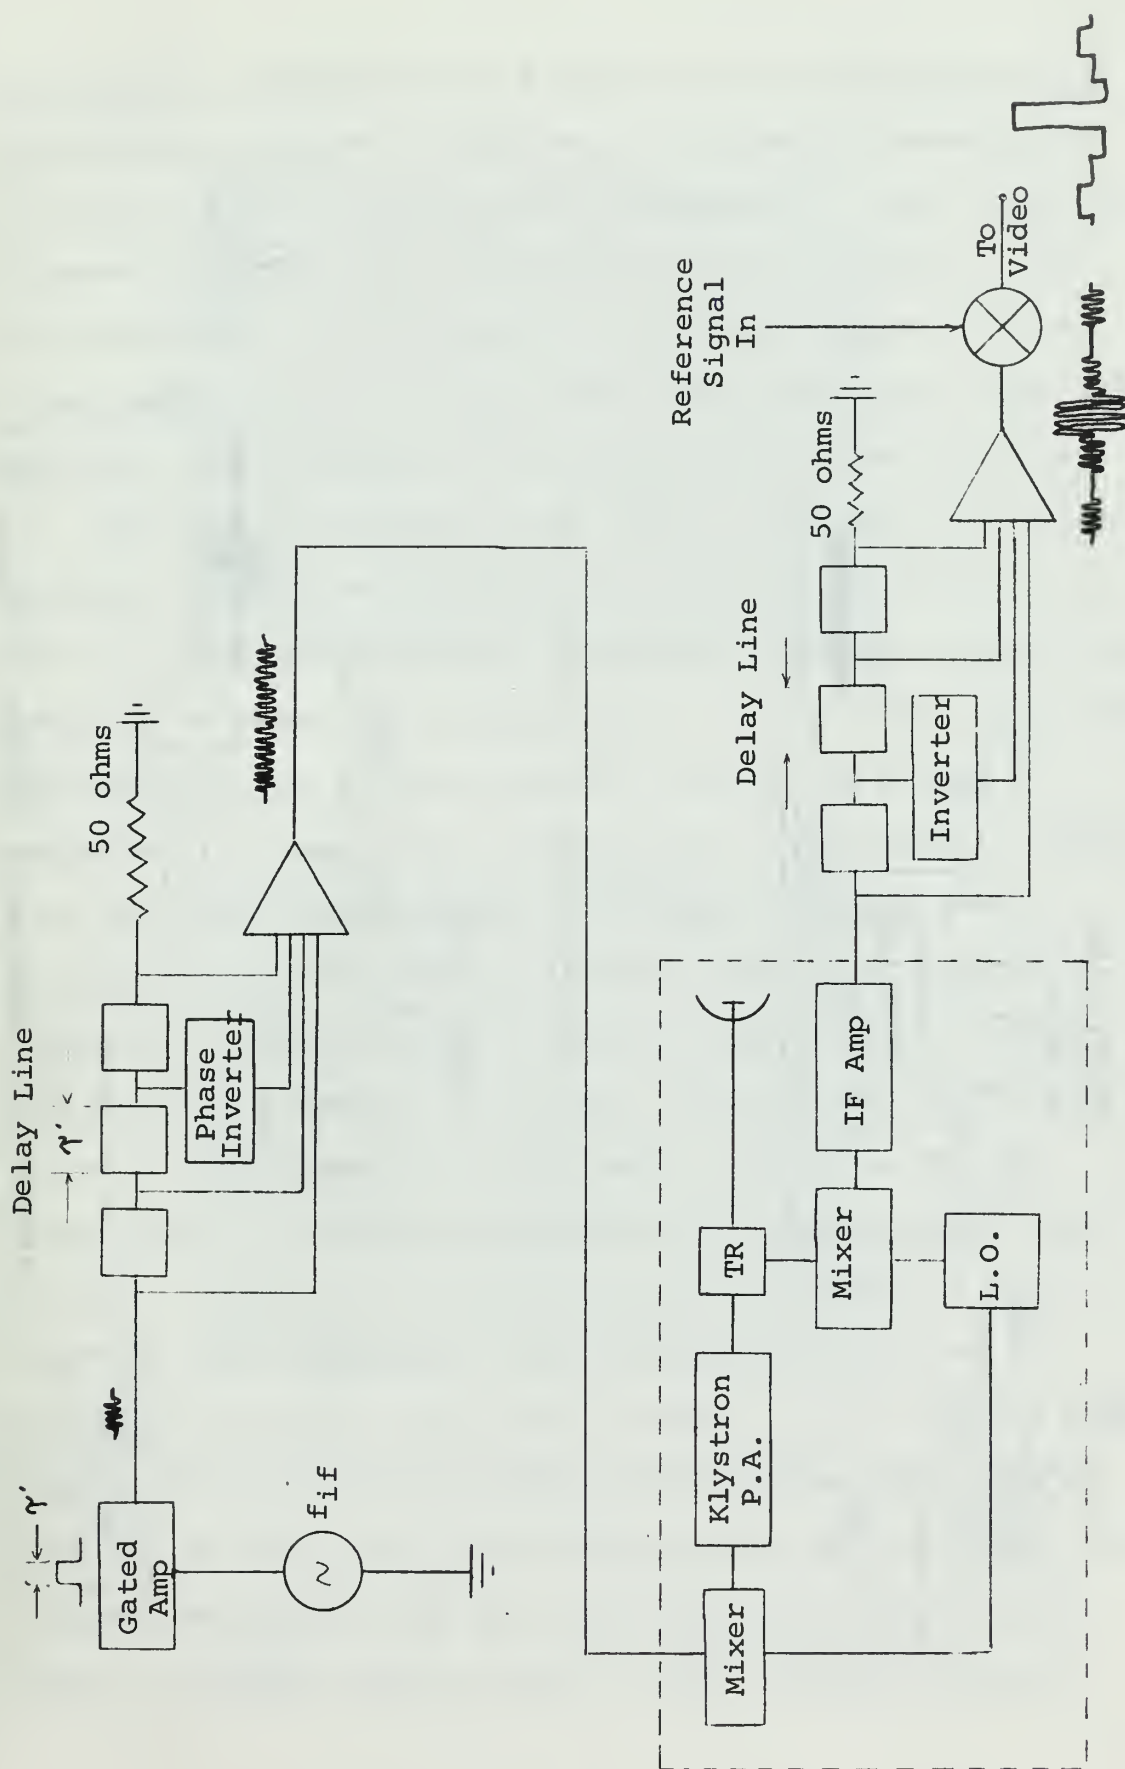 Delay Line
τ'
τ'
50 ohms
Gated
Amp
Phase
Inverter
f_if
Reference
Signal
In
Delay Line
50 ohms
To
Video
Inverter
Mixer
Klystron
P.A.
TR
Mixer
IF Amp
L.O.